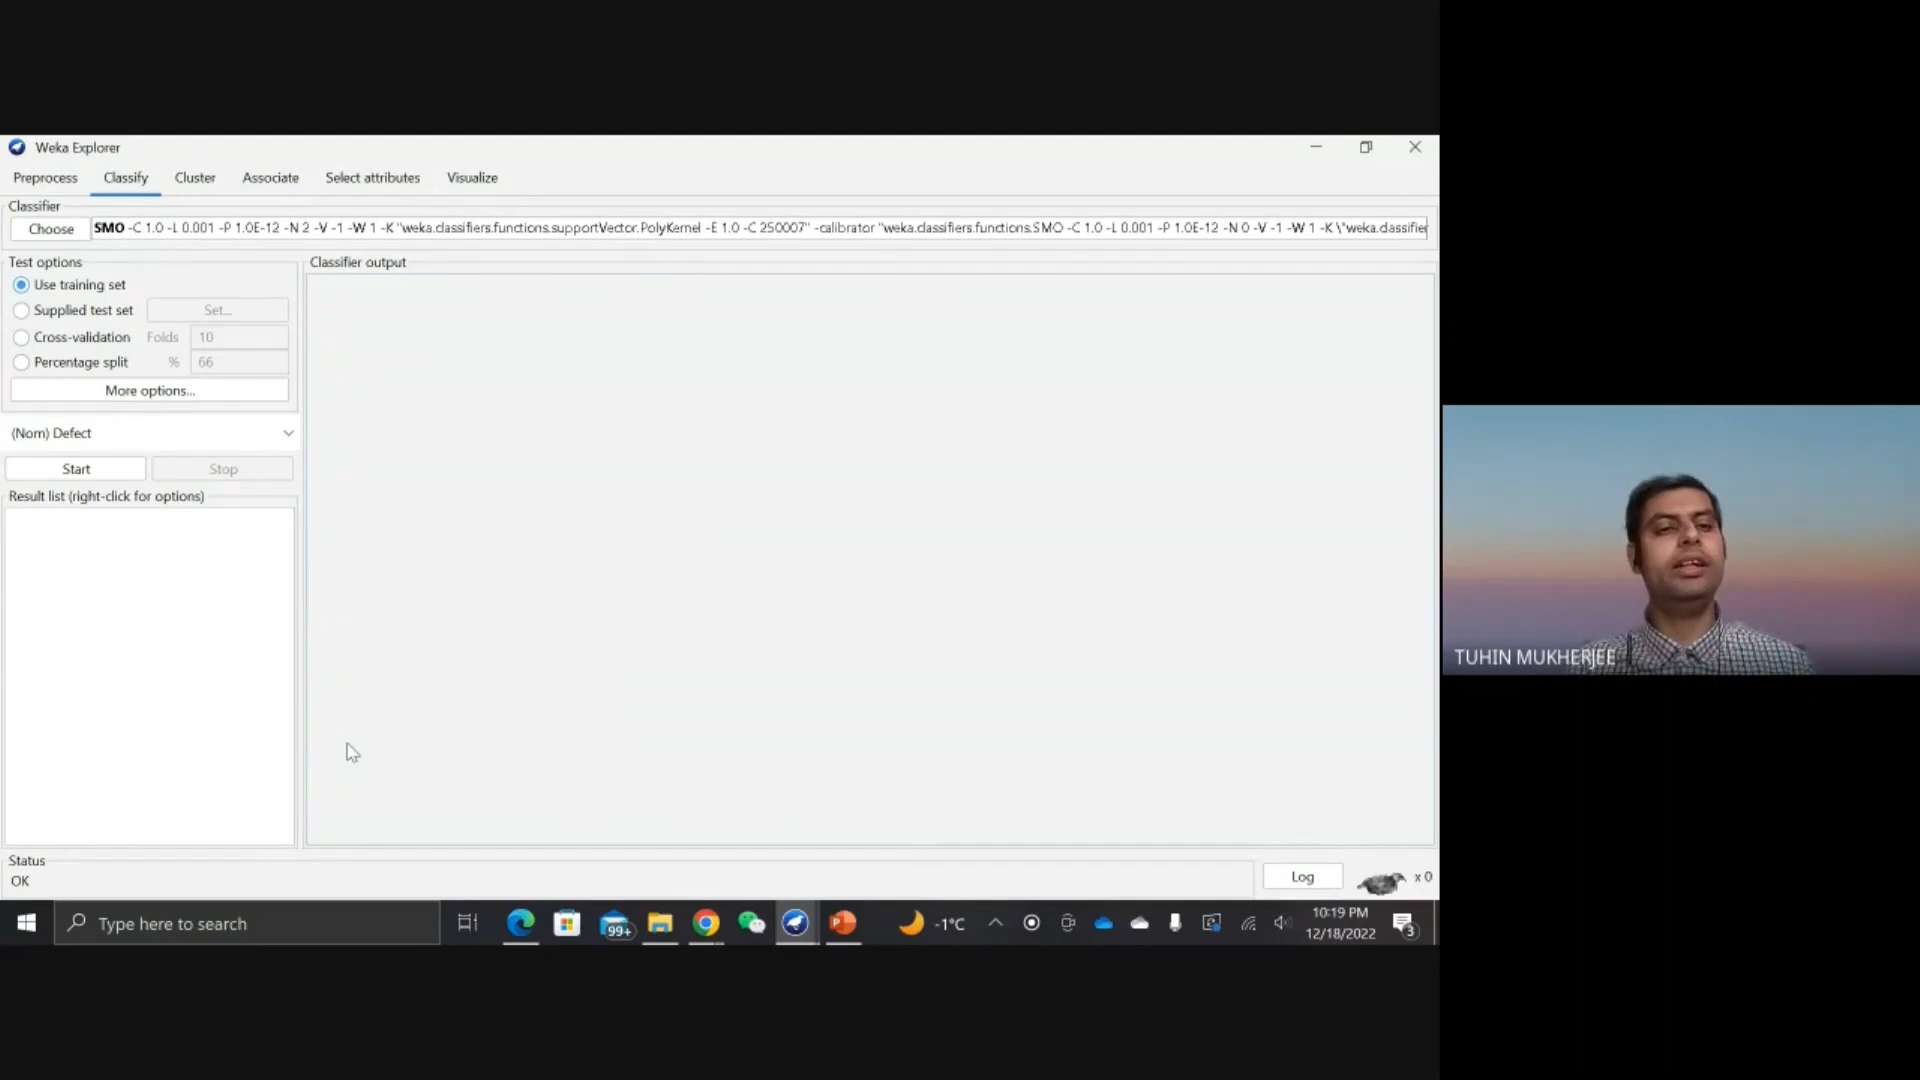 Weka Explorer
Preprocess Classify Cluster Associate Select attributes Visualize
Classifier
Choose SMO -C 1.0 -L 0.001 -P 1.0E-12 -N 2 -V -1 -W 1 -K "weka.classifiers.functions.supportVector.PolyKernel -E 1.0 -C 250007" -calibrator "weka.classifiers.functions.SMO -C 1.0 -L 0.001 -P 1.0E-12 -N 0 -V -1 -W 1 -K \"weka.classifier
Test options
Classifier output
Use training set
Supplied test set Set...
Cross-validation Folds 10
Percentage split % 66
More options...
(Nom) Defect
Start Stop
Result list (right-click for options)
TUHIN MUKHERJEE
Status
OK
Log x 0
Type here to search 99+ P -1°C 10:19 PM
12/18/2022 3